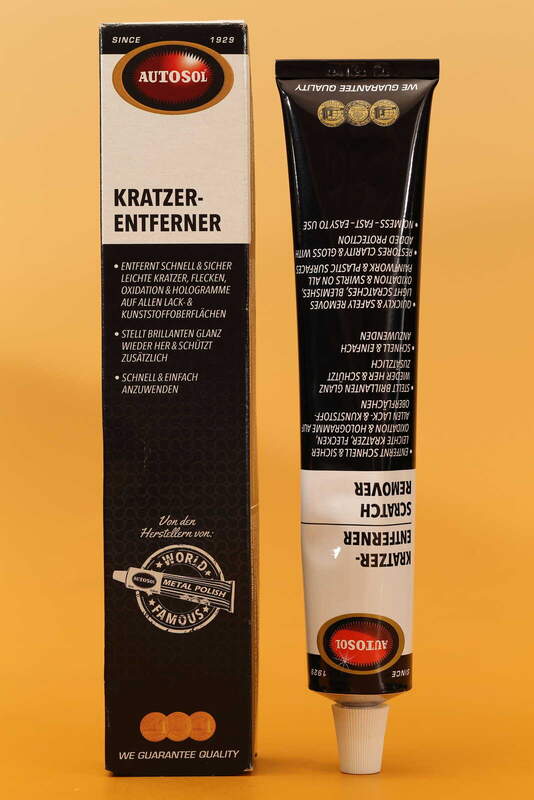 SINCE 1929
AUTOSOL
KRATZER-
ENTFERNER
• ENTFERNT SCHNELL & SICHER
LEICHTE KRATZER, FLECKEN,
OXIDATION & HOLOGRAMME
AUF ALLEN LACK- &
KUNSTSTOFFOBERFLÄCHEN
• STELLT BRILLANTEN GLANZ
WIEDER HER & SCHÜTZT
ZUSÄTZLICH
• SCHNELL & EINFACH
ANZUWENDEN
Von den
Herstellern von:
WORLD
AUTOSOL METAL POLISH
FAMOUS
WE GUARANTEE QUALITY
SINCE 1929
AUTOSOL
KRATZER-
ENTFERNER
SCRATCH
REMOVER
• ENTFERNT SCHNELL & SICHER
LEICHTE KRATZER, FLECKEN,
OXIDATION & HOLOGRAMME AUF
ALLEN LACK- & KUNSTSTOFF-
OBERFLÄCHEN
• STELLT BRILLANTEN GLANZ
WIEDER HER & SCHÜTZT
ZUSÄTZLICH
• SCHNELL & EINFACH
ANZUWENDEN
• QUICKLY & SAFELY REMOVES
LIGHT SCRATCHES, BLEMISHES,
OXIDATION & SWIRLS ON ALL
PAINTWORK & PLASTIC SURFACES
• RESTORES CLARITY & GLOSS WITH
ADDED PROTECTION
• NO MESS - FAST - EASY TO USE
WE GUARANTEE QUALITY